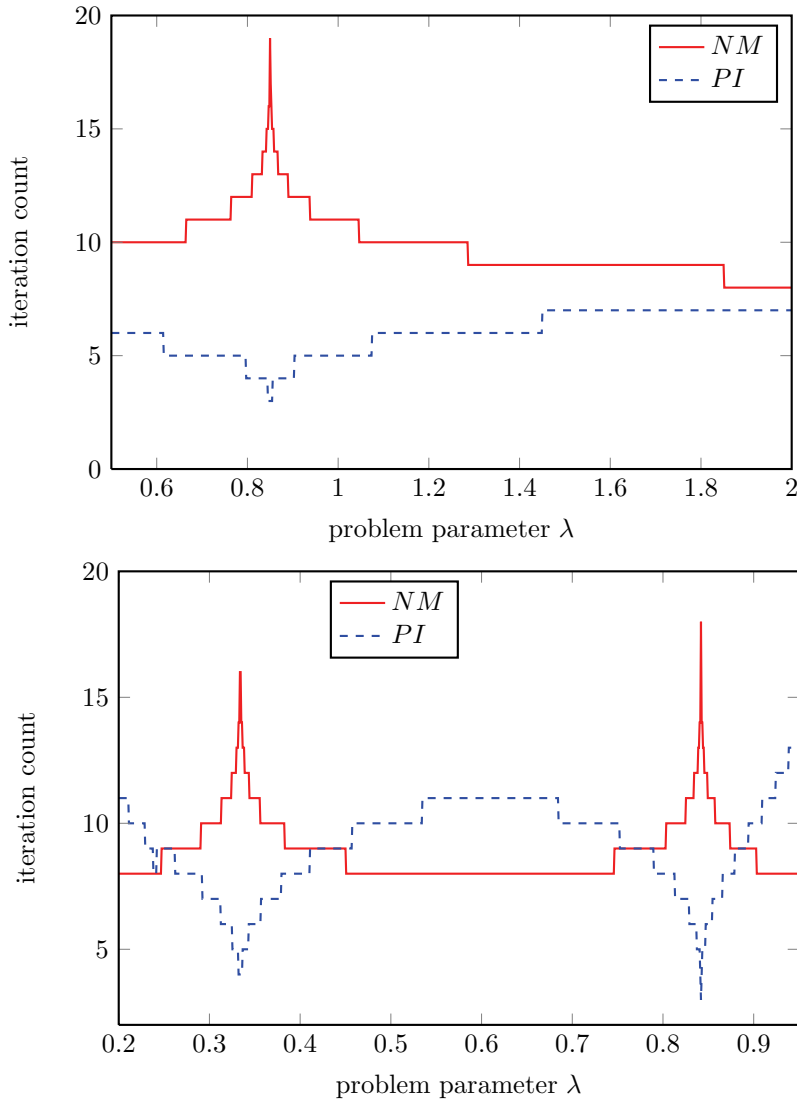 20
15
10
5
0
iteration count
NM
PI
0.6 0.8 1 1.2 1.4 1.6 1.8 2
problem parameter λ
20
15
10
5
iteration count
NM
PI
0.2 0.3 0.4 0.5 0.6 0.7 0.8 0.9
problem parameter λ